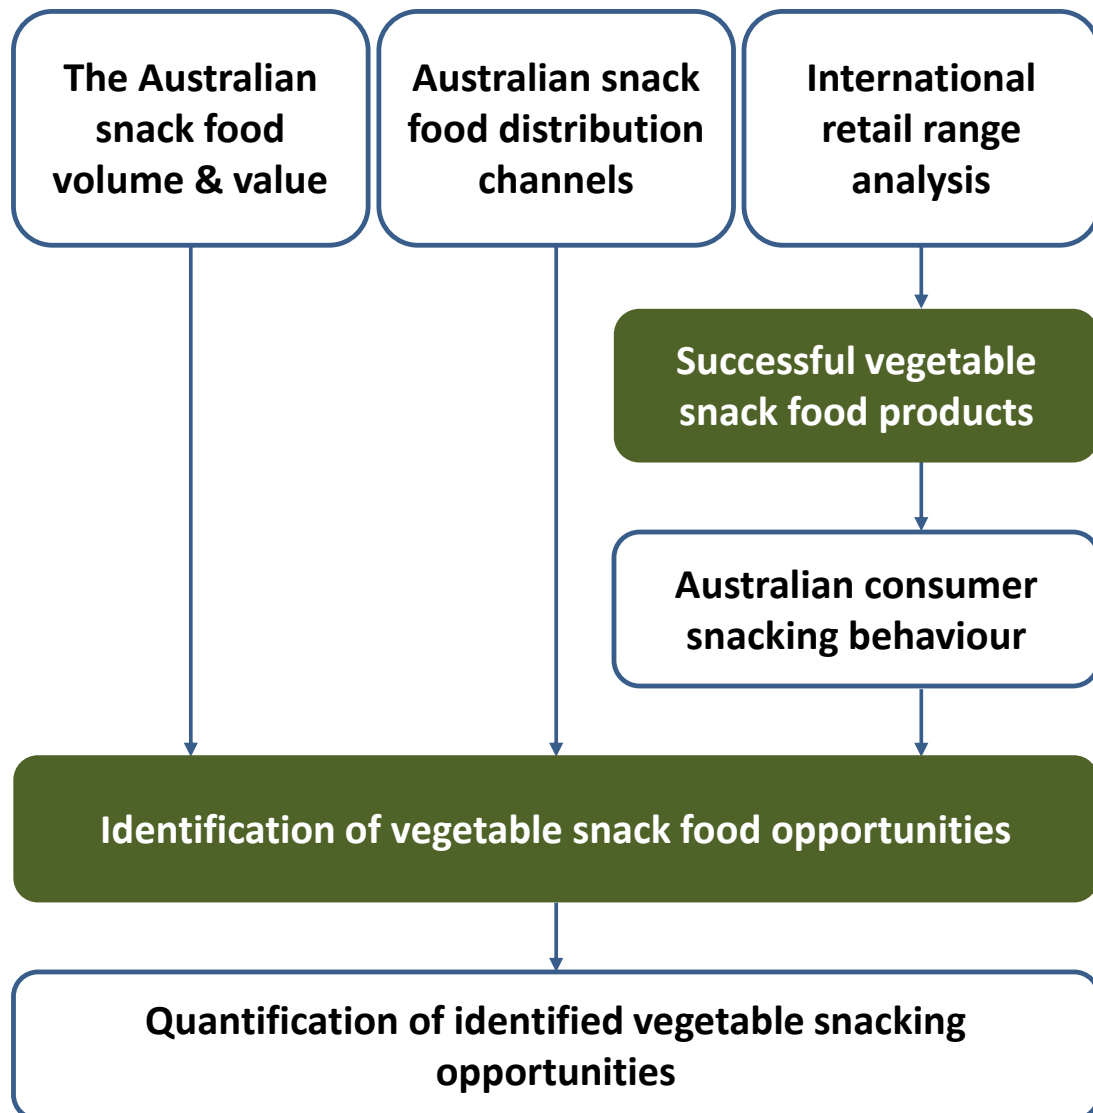 The Australian
snack food
volume & value
Australian snack
food distribution
channels
International
retail range
analysis
Successful vegetable
snack food products
Australian consumer
snacking behaviour
Identification of vegetable snack food opportunities
Quantification of identified vegetable snacking
opportunities